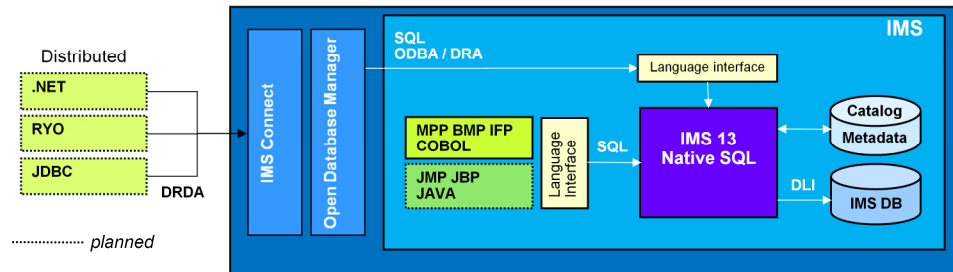 IMS
Distributed
.NET
RYO
JDBC
DRDA
planned
IMS Connect
Open Database Manager
SQL
ODBA / DRA
Language interface
MPP BMP IFP
COBOL
JMP JBP
JAVA
Language
Interface
SQL
IMS 13
Native SQL
Catalog
Metadata
DLI
IMS DB